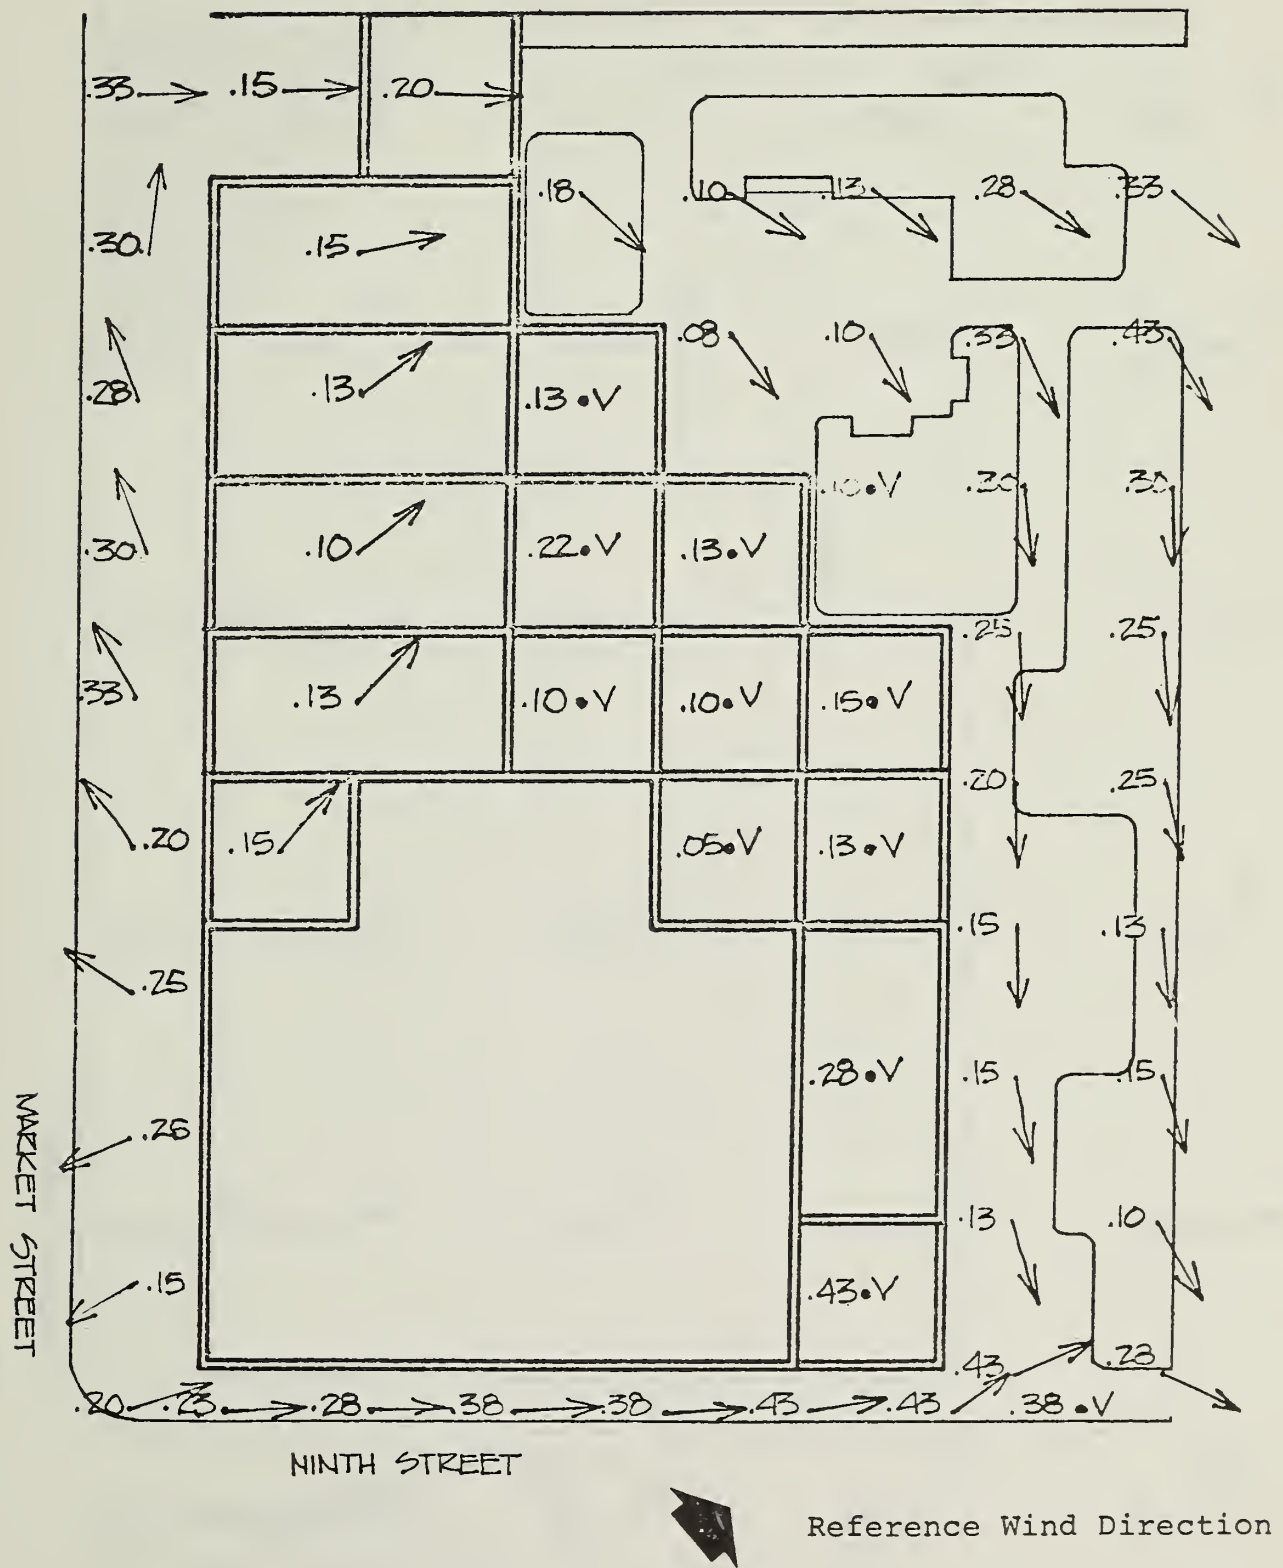 .33 .15 .20
.18 .10 .13 .28 .33
.30 .15
.08 .10 .33 .43
.28 .13 .13 • V
.10 • V .30 .30
.30 .10 .22 • V .13 • V
.25 .25
.33 .13 .10 • V .10 • V .15 • V
.20 .25
.20 .15 .05 • V .13 • V
.15 .13
.25
.28 • V .15 .15
.26
.13 .10
.15 .43 • V
.43 .23
.20 .23 .28 .38 .38 .43 .43 .38 • V
MARKET STREET
NINTH STREET
Reference Wind Direction